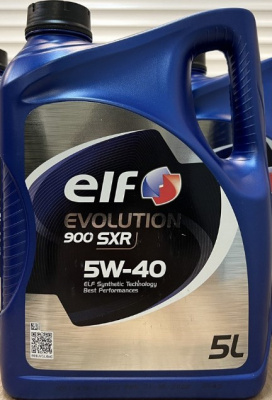 elf
EVOLUTION
900 SXR
5W-40
ELF Synthetic Technology
Best Performances
5L